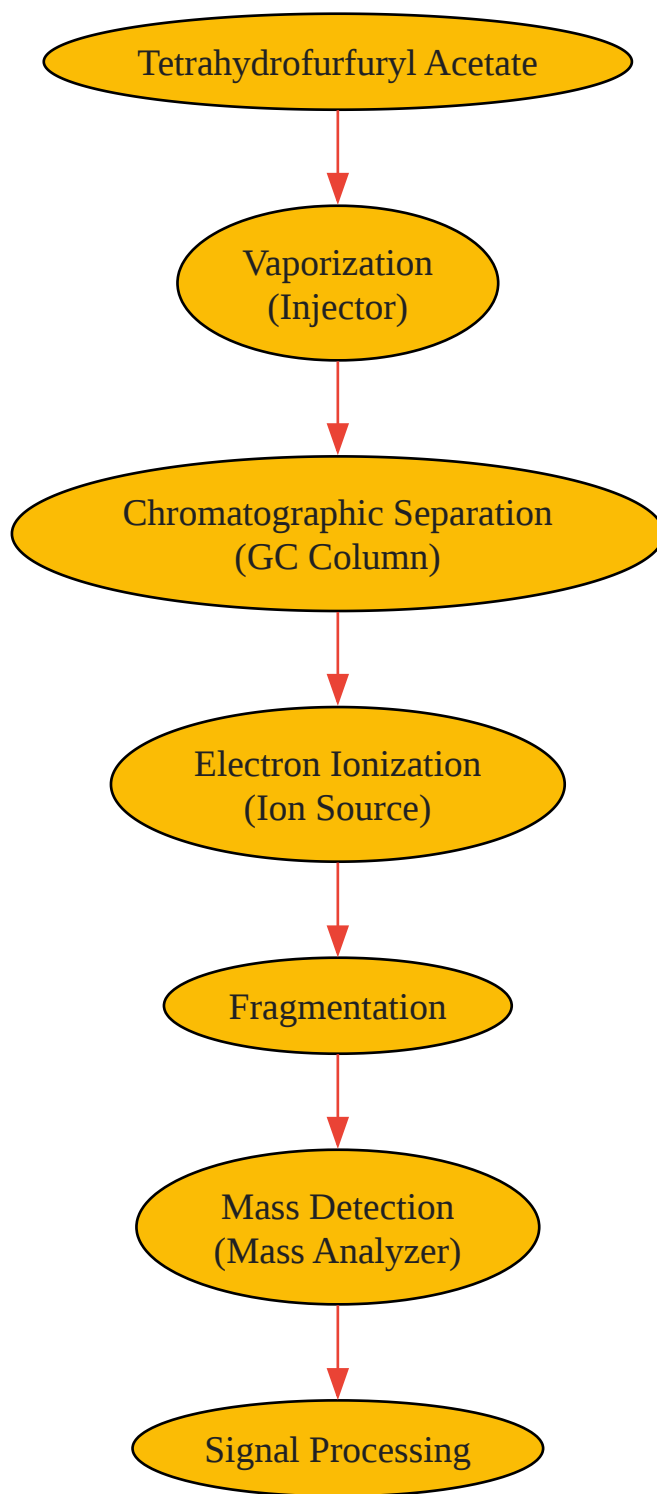 Tetrahydrofurfuryl Acetate
Vaporization
(Injector)
Chromatographic Separation
(GC Column)
Electron Ionization
(Ion Source)
Fragmentation
Mass Detection
(Mass Analyzer)
Signal Processing